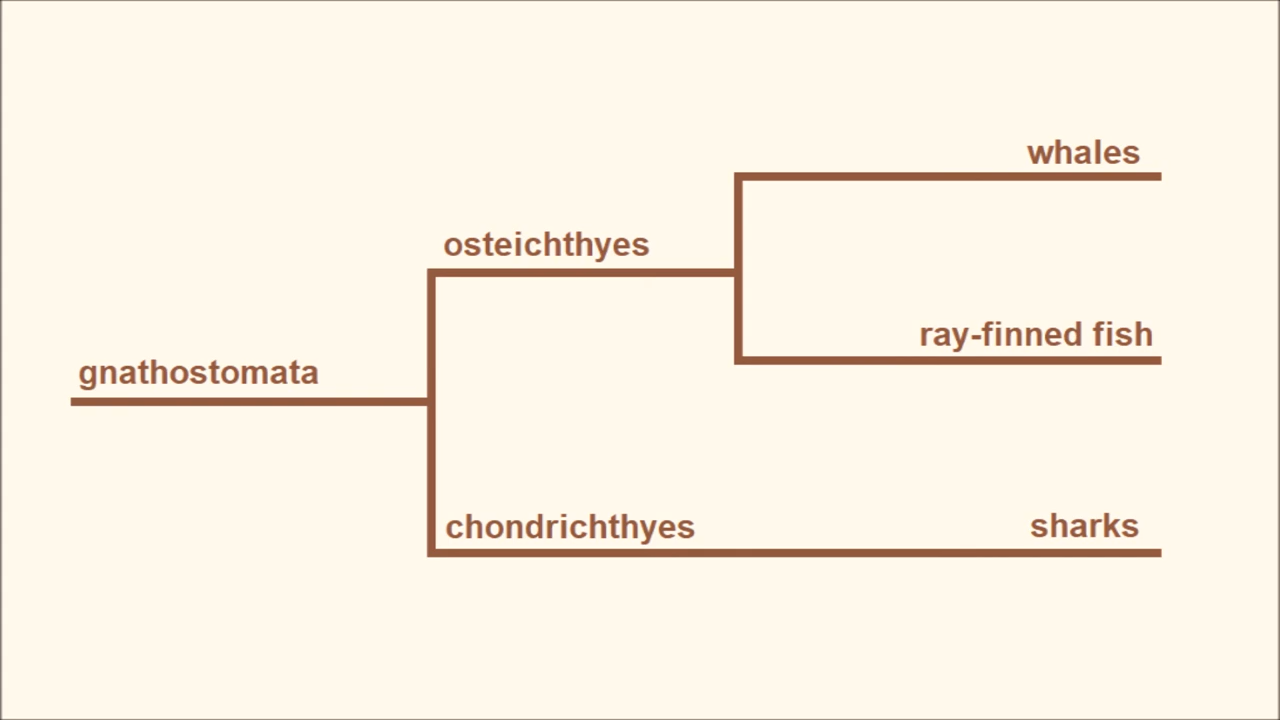 whales
osteichthyes
ray-finned fish
gnathostomata
chondrichthyes
sharks